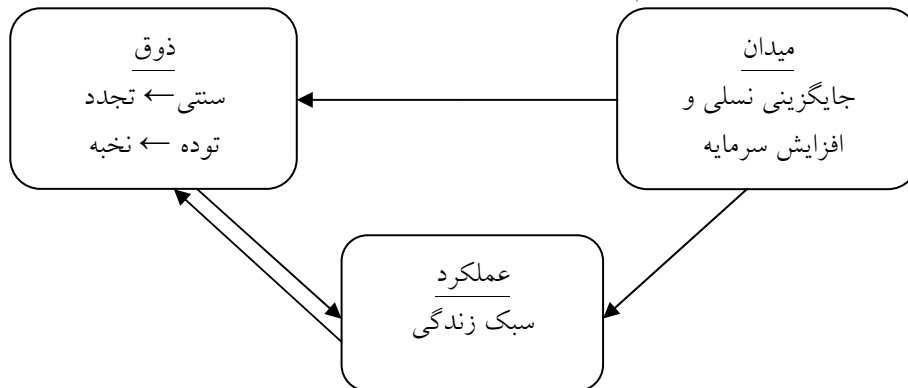 میدان
جایگزینی نسلی و
افزایش سرمایه
ذوق
سنتی ← تجدد
توده ← نخبه
عملکرد
سبک زندگی